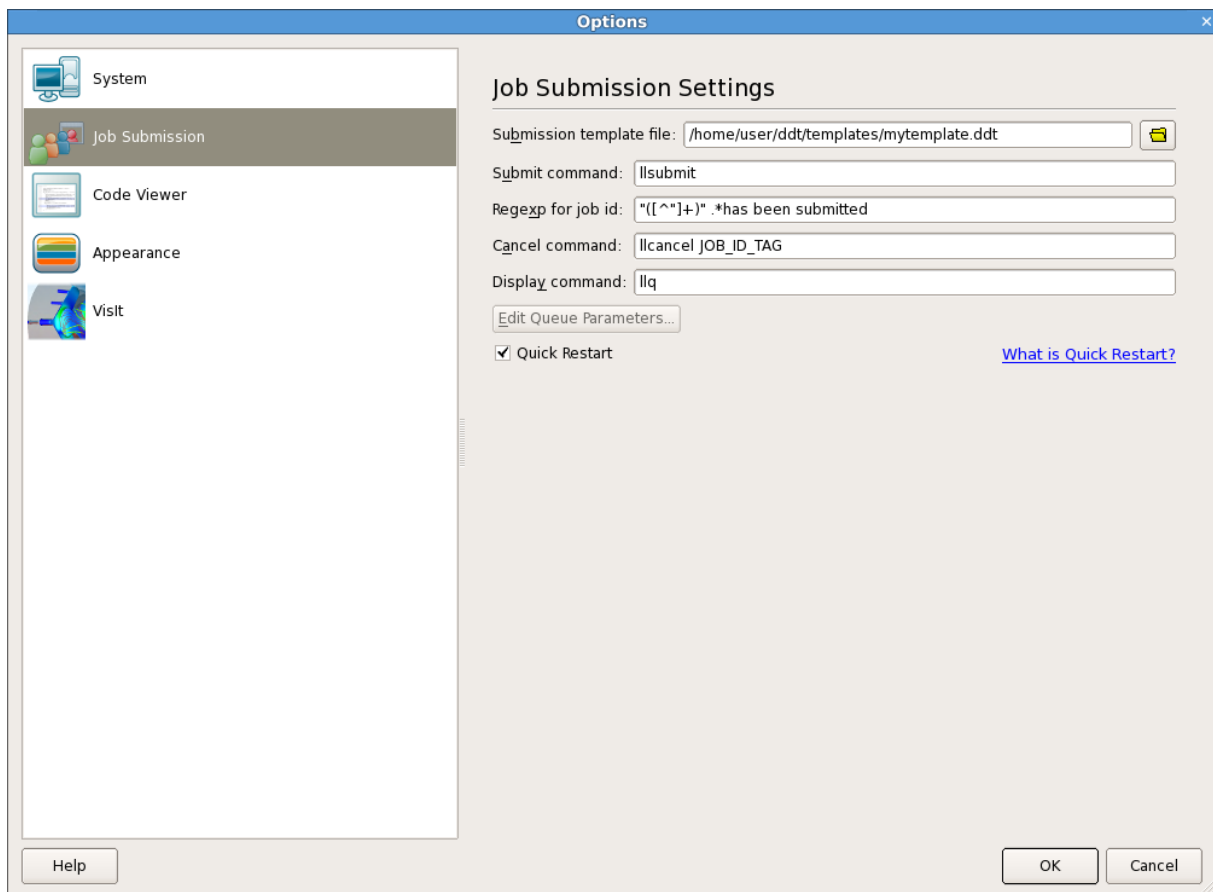 Options
System
Job Submission
Code Viewer
Appearance
VisIt
Job Submission Settings
Submission template file: /home/user/ddt/templates/mytemplate.ddt
Submit command: llsubmit
Regexp for job id: "([^"]+)" .*has been submitted
Cancel command: llcancel JOB_ID_TAG
Display command: llq
Edit Queue Parameters...
Quick Restart What is Quick Restart?
Help OK Cancel